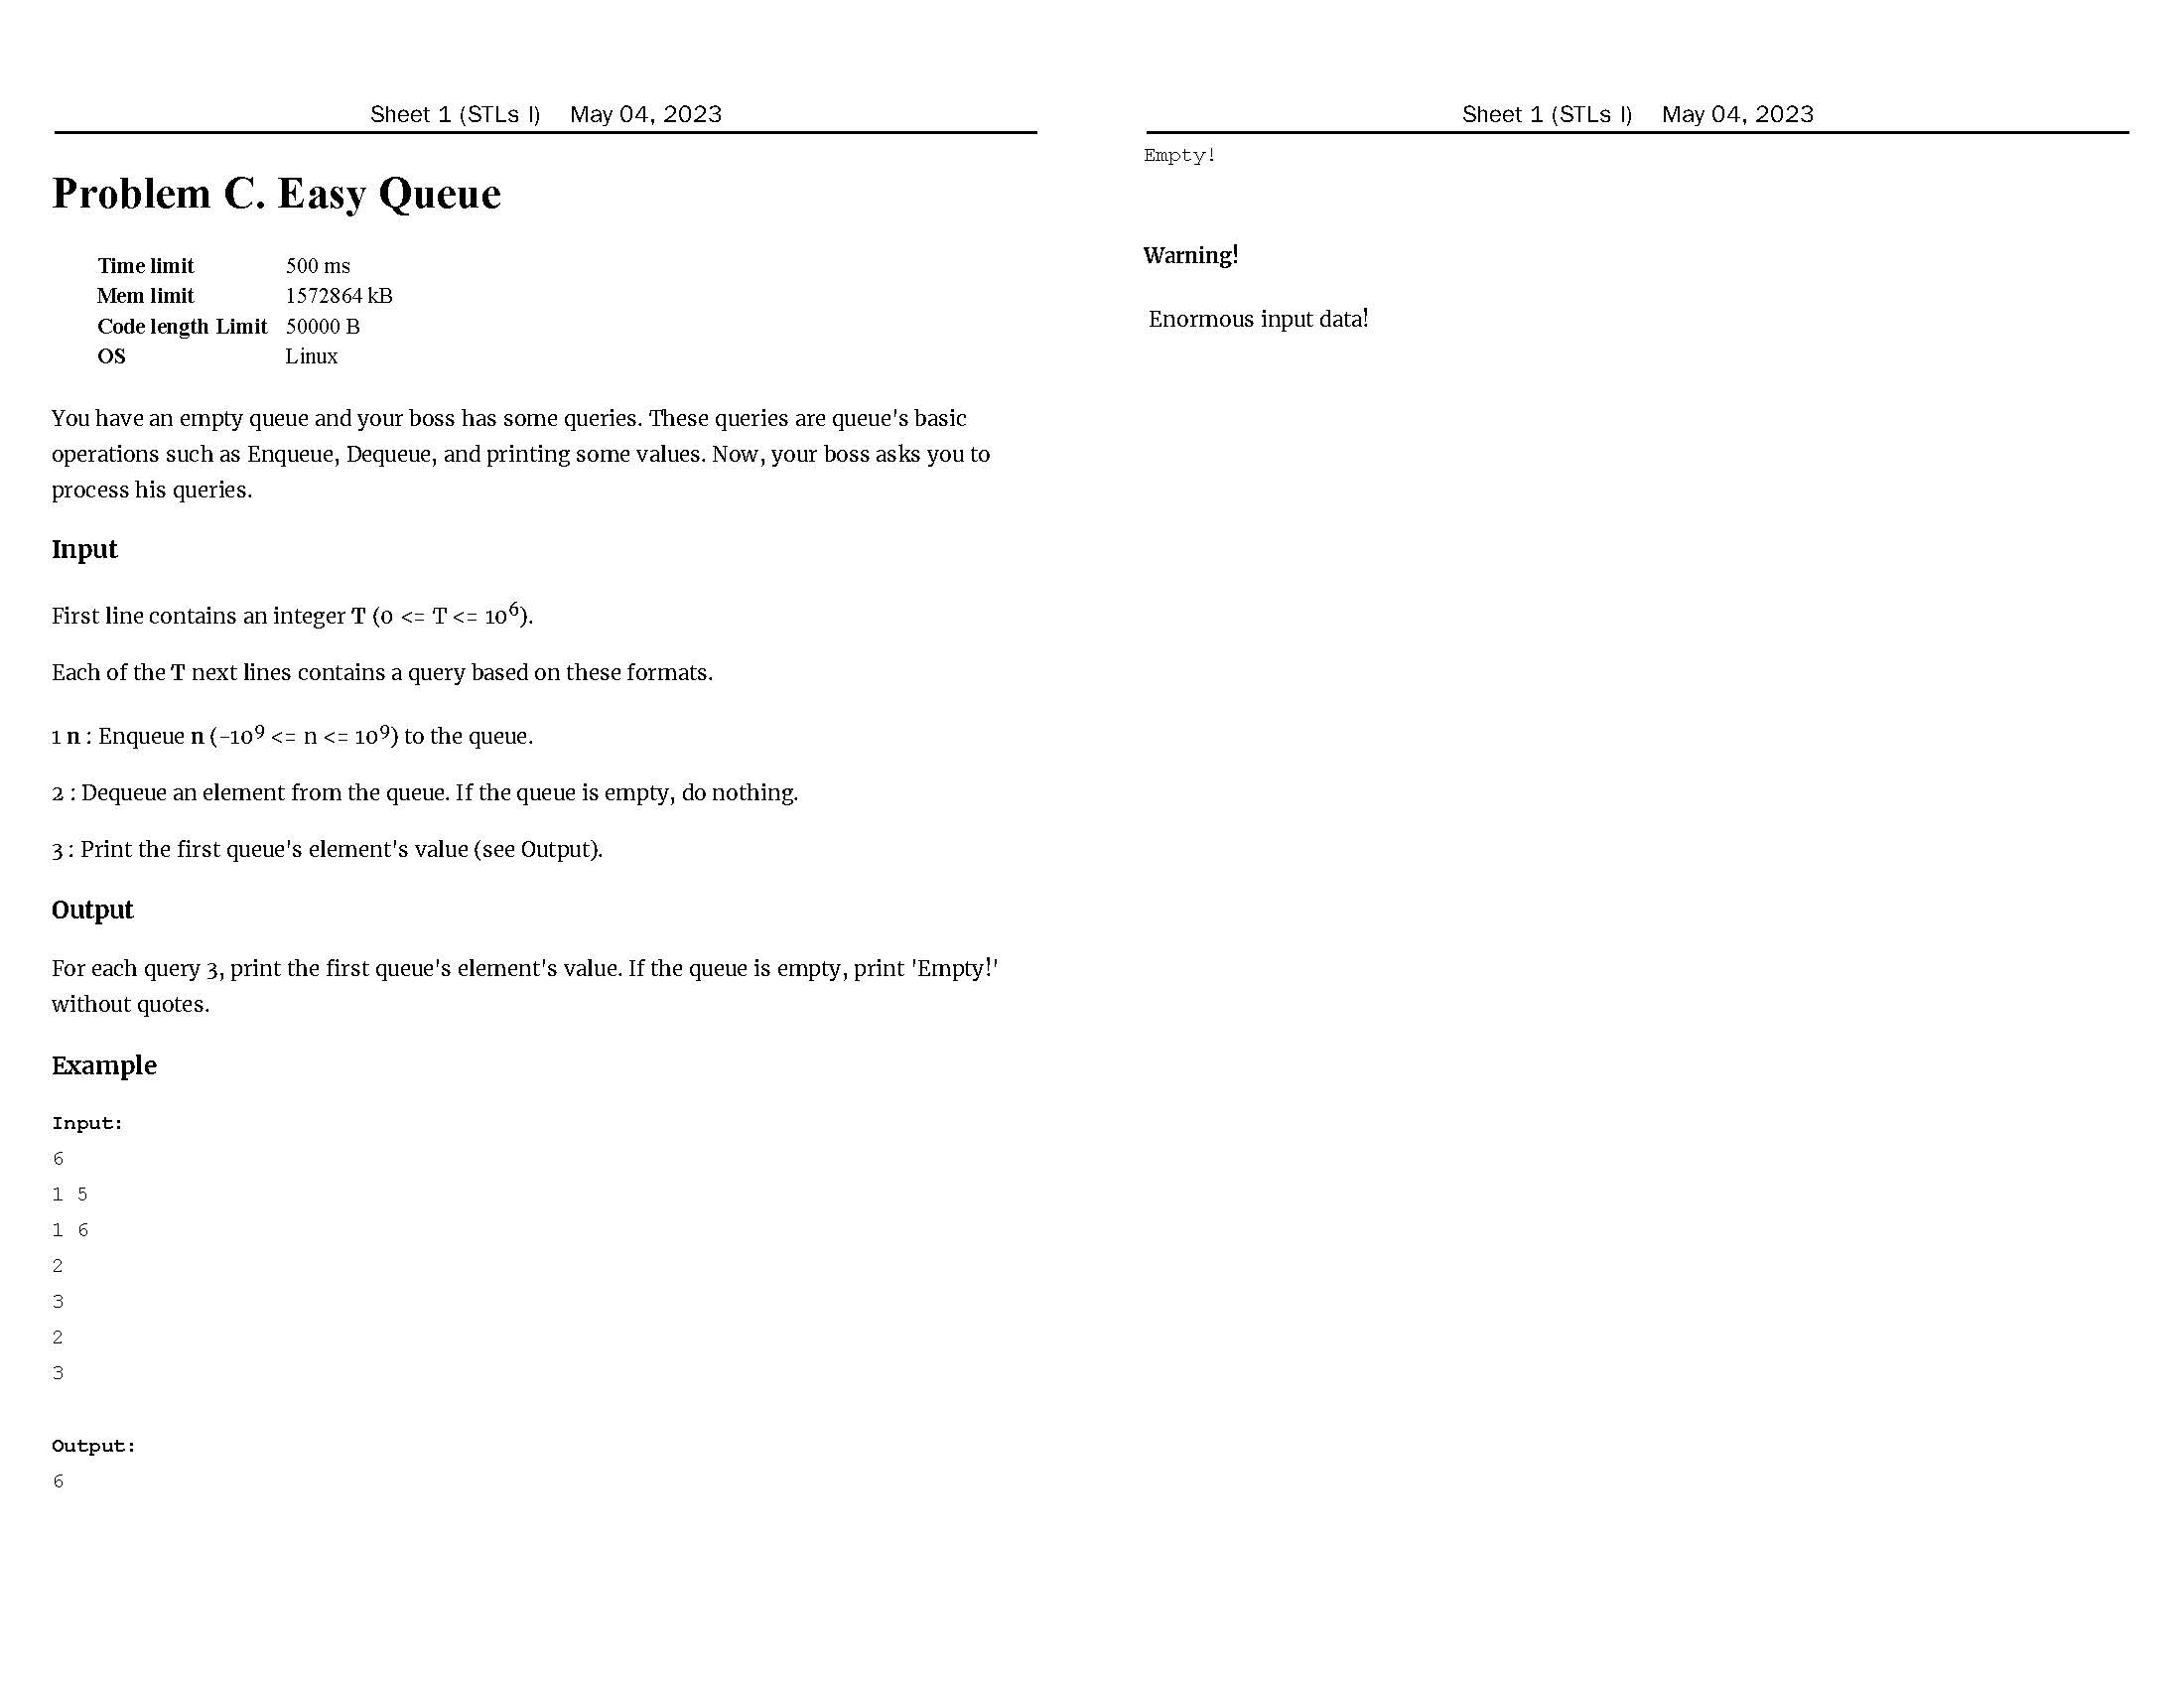 Sheet 1 (STLs I) May 04, 2023
Problem C. Easy Queue
Time limit 500 ms
Mem limit 1572864 kB
Code length Limit 50000 B
OS Linux
You have an empty queue and your boss has some queries. These queries are queue's basic
operations such as Enqueue, Dequeue, and printing some values. Now, your boss asks you to
process his queries.
Input
First line contains an integer T (0 <= T <= 10^6).
Each of the T next lines contains a query based on these formats.
1 n : Enqueue n (-10^9 <= n <= 10^9) to the queue.
2 : Dequeue an element from the queue. If the queue is empty, do nothing.
3 : Print the first queue's element's value (see Output).
Output
For each query 3, print the first queue's element's value. If the queue is empty, print 'Empty!'
without quotes.
Example
Input:
6
1 5
1 6
2
3
2
3
Output:
6
Sheet 1 (STLs I) May 04, 2023
Empty!
Warning!
Enormous input data!